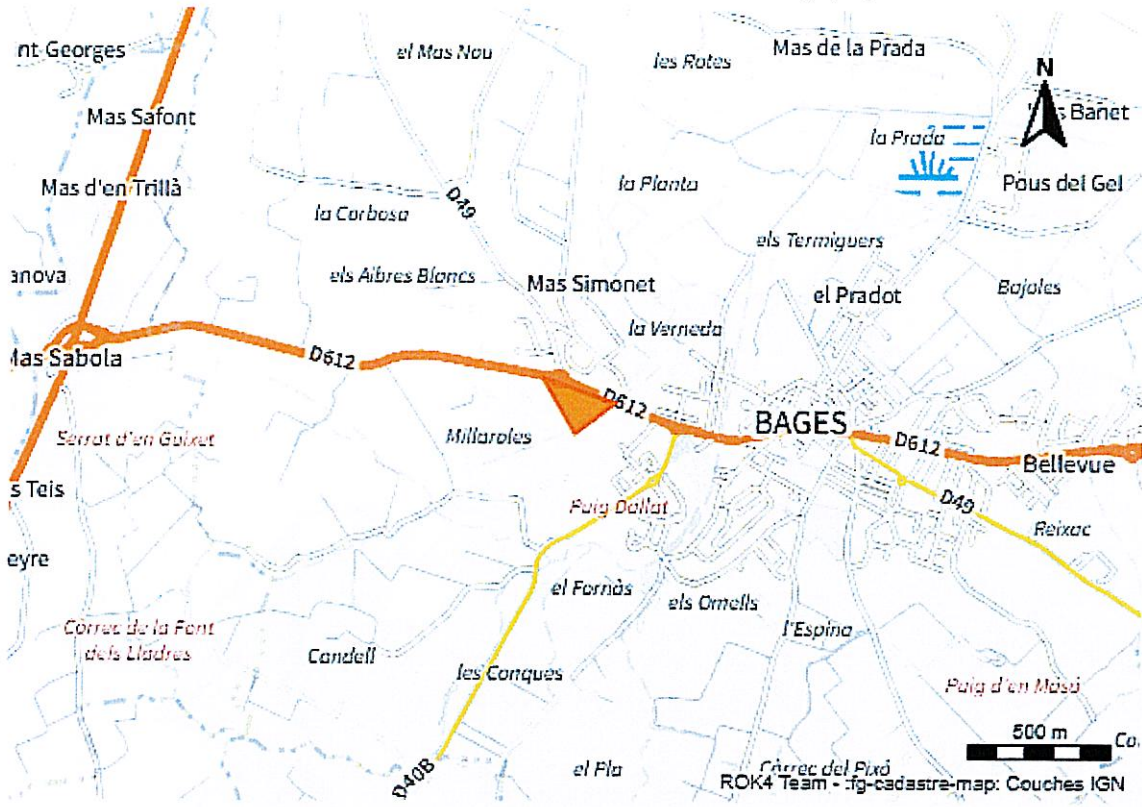 nt Georges
el Mas Nou
les Rotes
Mas de la Prada
N
s Banet
Mas Safont
la Prada
Mas d'en Trillà
D49
la Planta
Pous del Gel
la Corbosa
els Termiguers
anova
els Aibres Blancs
Mas Simonet
el Pradot
Bajoles
la Verneda
Mas Sabola
D612
D612
BAGES
D612
Serrat d'en Guixet
Millaroles
Bellevue
s Teis
Puig Dallat
D49
Reixac
eyre
el Fornàs
els Omells
l'Espina
Còrrec de la Font
dels Lladres
Candell
les Conques
Puig d'en Masó
500 m
Co.
D40B
el Pla
Còrrec del Pixó
ROK4 Team - :fg-cadastre-map: Couches IGN